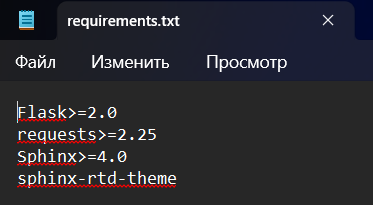 requirements.txt
Файл Изменить Просмотр
Flask>=2.0
requests>=2.25
Sphinx>=4.0
sphinx-rtd-theme